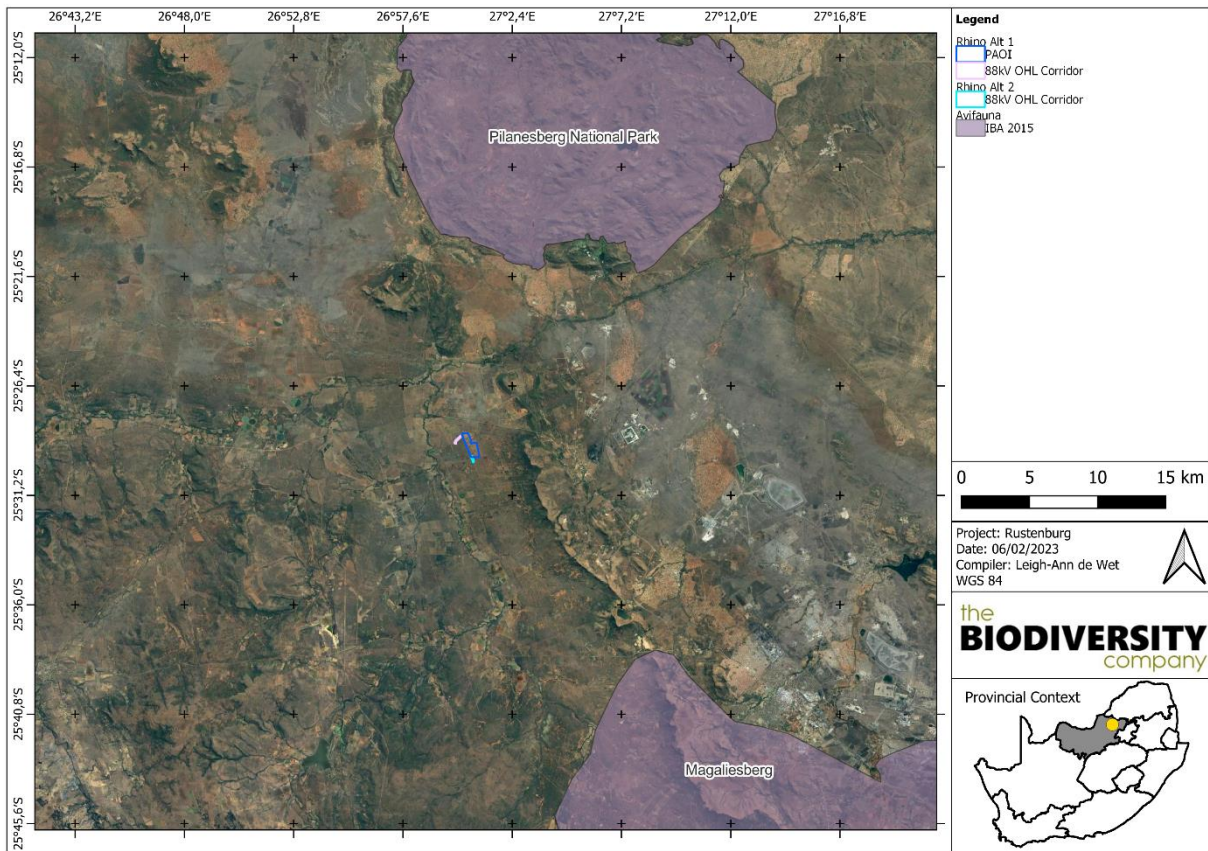 26°43,2'E 26°48,0'E 26°52,8'E 26°57,6'E 27°2,4'E 27°7,2'E 27°12,0'E 27°16,8'E
25°12,0'S
25°16,8'S
25°21,6'S
25°26,4'S
25°31,2'S
25°36,0'S
25°40,8'S
25°45,6'S
Pilanesberg National Park
Magaliesberg
Legend
Rhino Alt 1
PAOI
88kV OHL Corridor
Rhino Alt 2
88kV OHL Corridor
Avifauna
IBA 2015
0 5 10 15 km
Project: Rustenburg
Date: 06/02/2023
Compiler: Leigh-Ann de Wet
WGS 84
the
BIODIVERSITY
company
Provincial Context